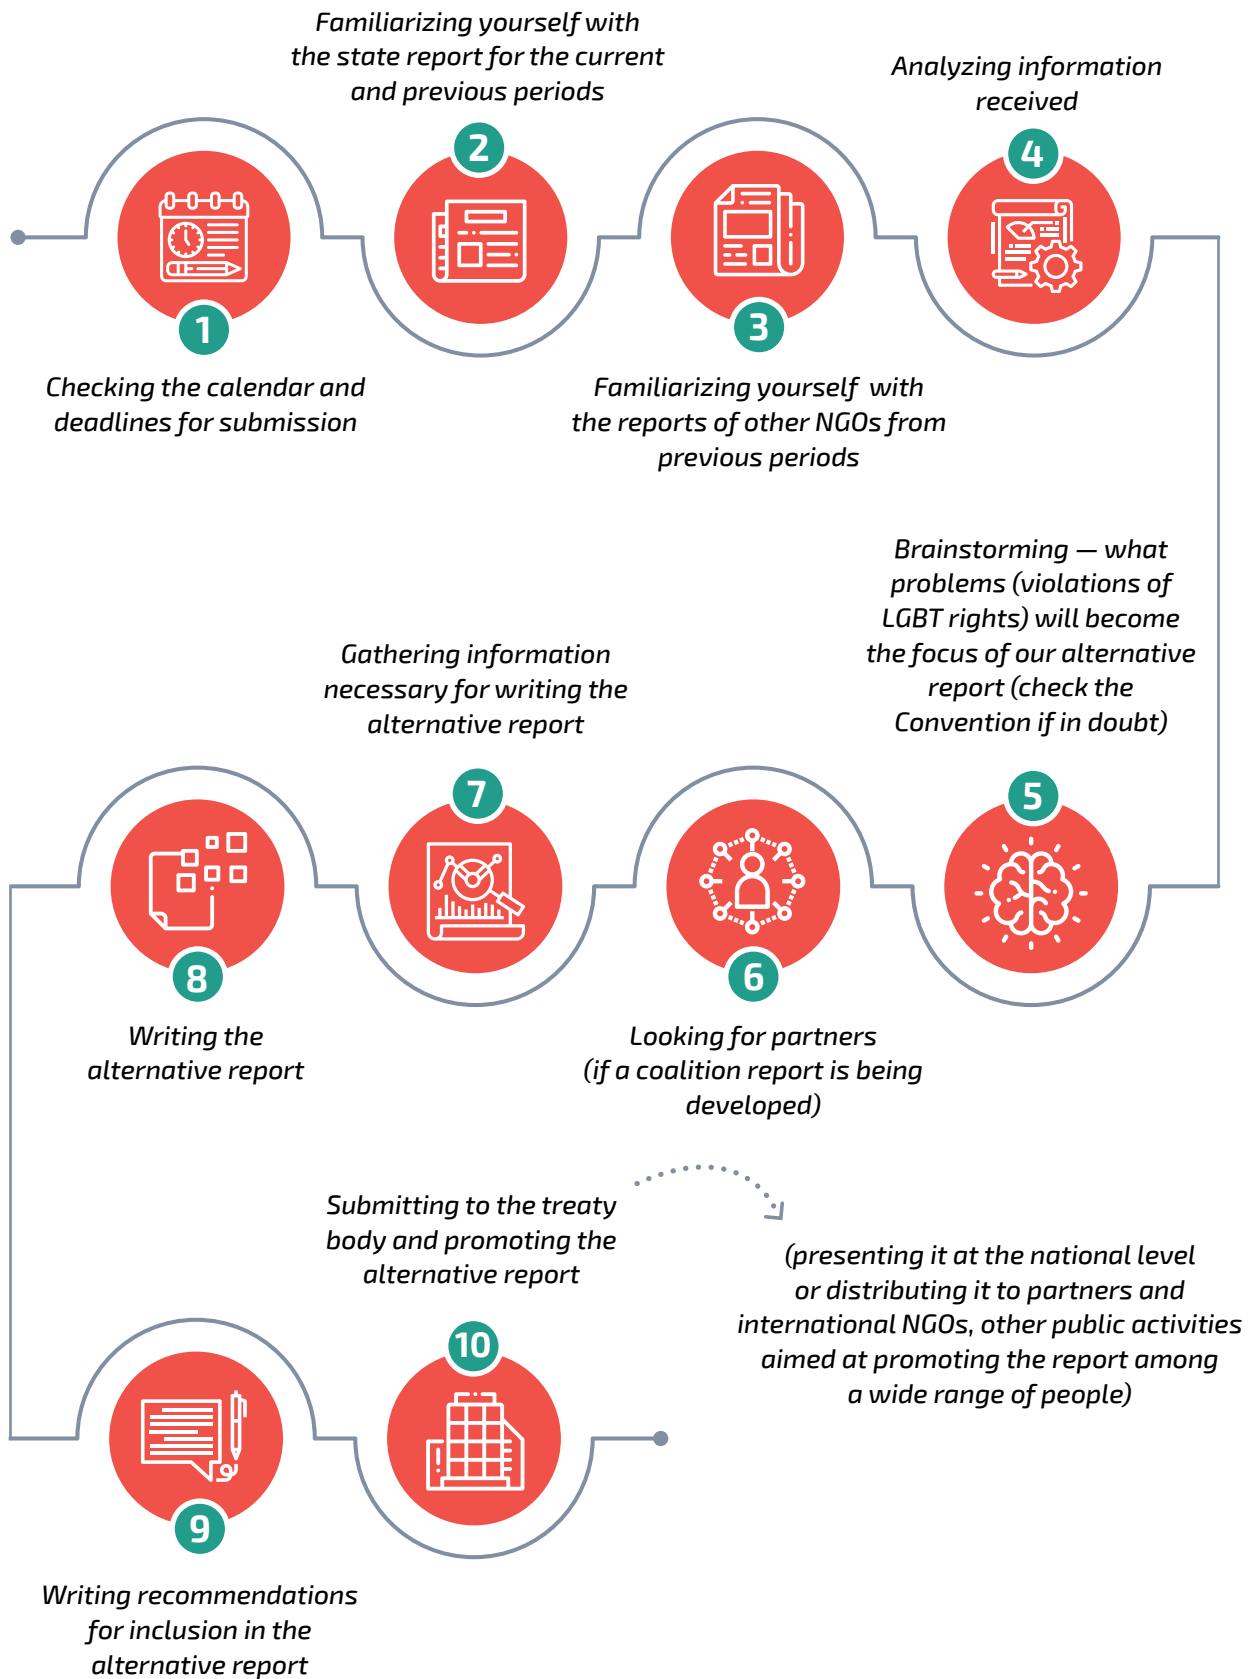 1
Checking the calendar and
deadlines for submission
Familiarizing yourself with
the state report for the current
and previous periods
2
3
Familiarizing yourself with
the reports of other NGOs from
previous periods
Analyzing information
received
4
Brainstorming — what
problems (violations of
LGBT rights) will become
the focus of our alternative
report (check the
Convention if in doubt)
5
6
Looking for partners
(if a coalition report is being
developed)
Gathering information
necessary for writing the
alternative report
7
8
Writing the
alternative report
9
Writing recommendations
for inclusion in the
alternative report
Submitting to the treaty
body and promoting the
alternative report
10
(presenting it at the national level
or distributing it to partners and
international NGOs, other public activities
aimed at promoting the report among
a wide range of people)